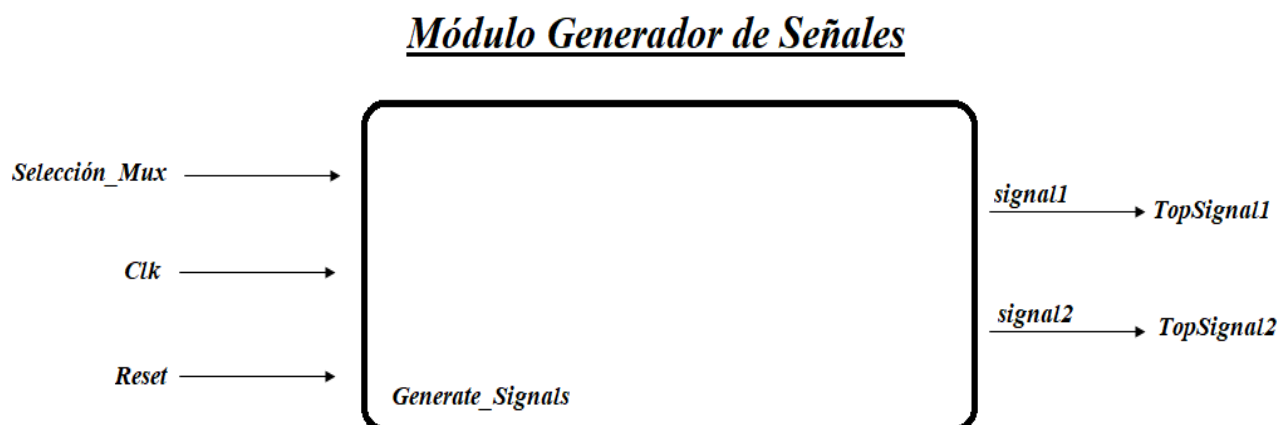 Módulo Generador de Señales
Selección_Mux
signal1
TopSignal1
Clk
signal2
TopSignal2
Reset
Generate_Signals